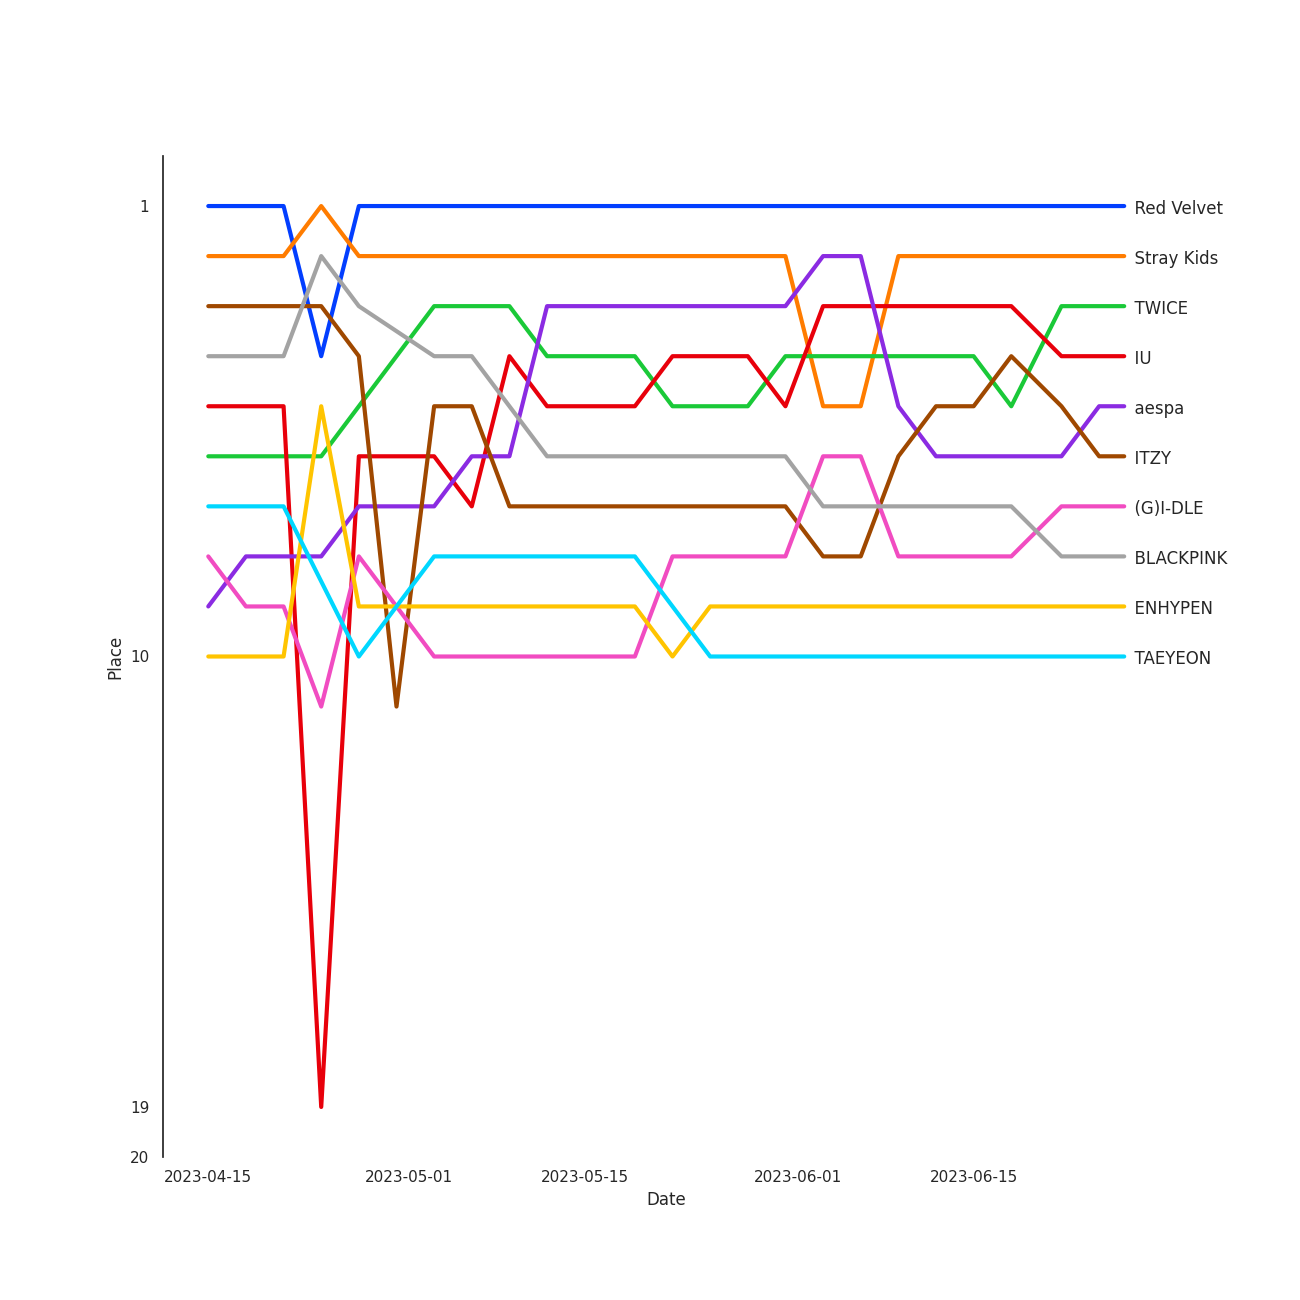 1
Red Velvet
Stray Kids
TWICE
IU
aespa
ITZY
(G)I-DLE
BLACKPINK
ENHYPEN
10
TAEYEON
Place
19
20
2023-04-15
2023-05-01
2023-05-15
2023-06-01
2023-06-15
Date